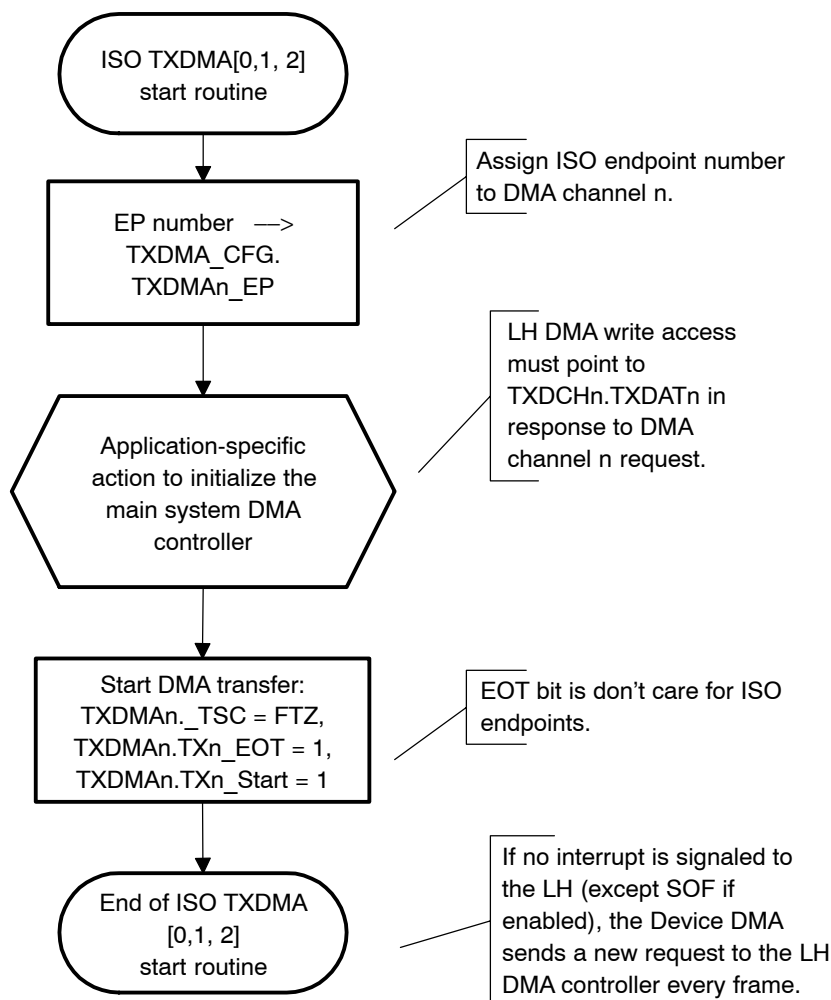 ISO TXDMA[0,1, 2]
start routine
Assign ISO endpoint number
to DMA channel n.
EP number −−>
TXDMA_CFG.
TXDMAn_EP
LH DMA write access
must point to
TXDCHn.TXDATn in
response to DMA
channel n request.
Application-specific
action to initialize the
main system DMA
controller
Start DMA transfer:
TXDMAn._TSC = FTZ,
TXDMAn.TXn_EOT = 1,
TXDMAn.TXn_Start = 1
EOT bit is don’t care for ISO
endpoints.
End of ISO TXDMA
[0,1, 2]
start routine
If no interrupt is signaled to
the LH (except SOF if
enabled), the Device DMA
sends a new request to the LH
DMA controller every frame.